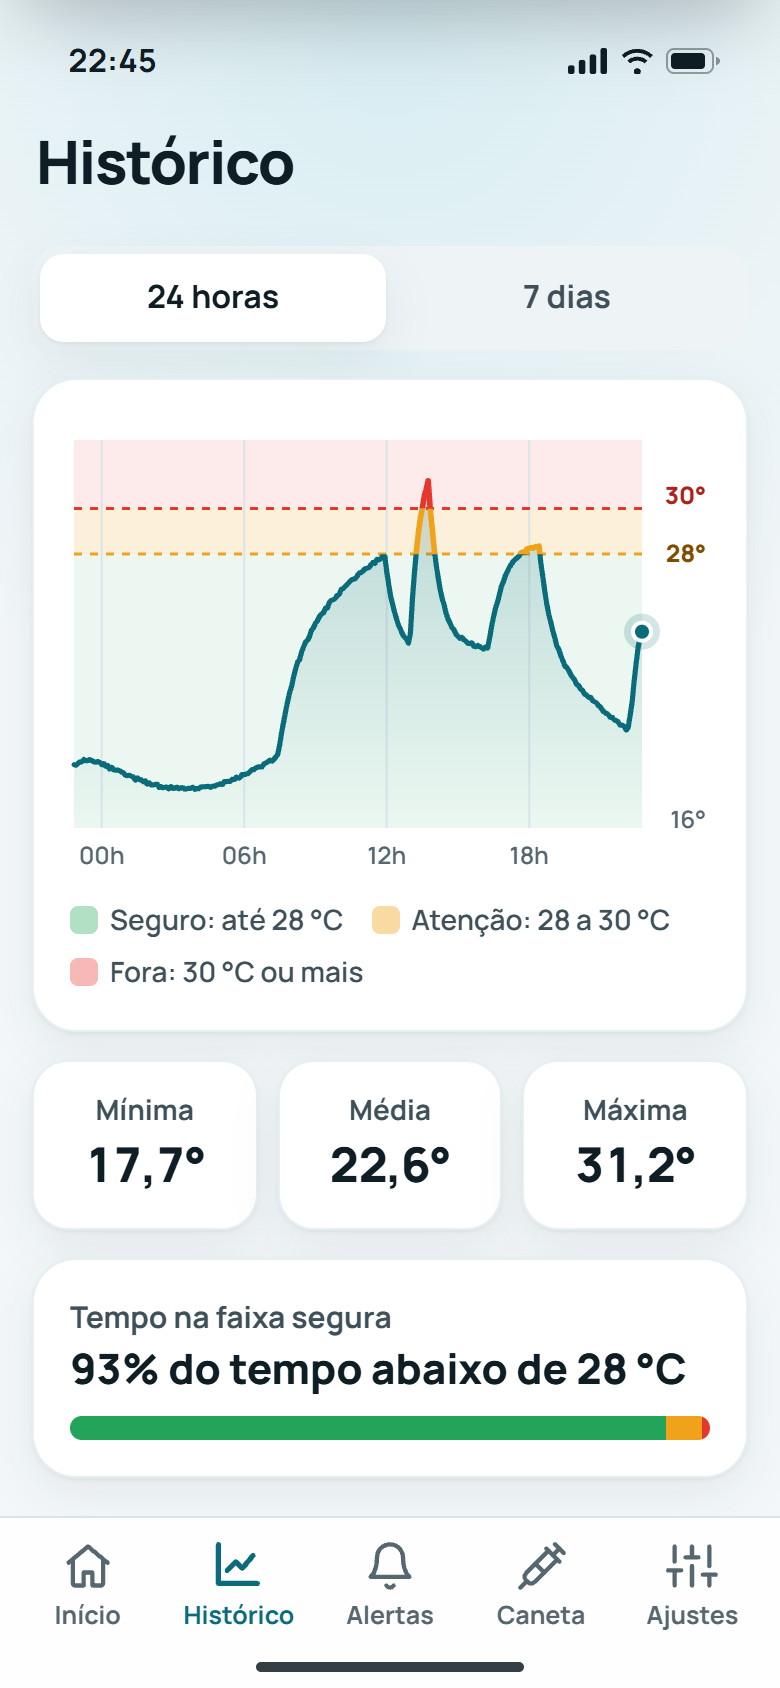 22:45
Histórico
24 horas
7 dias
30°
28°
16°
00h 06h 12h 18h
Seguro: até 28 °C Atenção: 28 a 30 °C
Fora: 30 °C ou mais
Mínima Média Máxima
17,7° 22,6° 31,2°
Tempo na faixa segura
93% do tempo abaixo de 28 °C
Início Histórico Alertas Caneta Ajustes